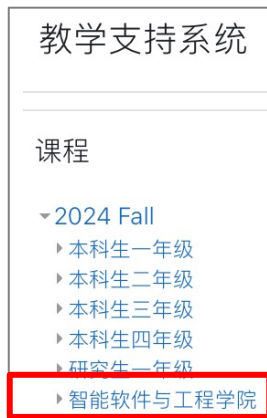 教学支持系统
课程
2024 Fall
本科生一年级
本科生二年级
本科生三年级
本科生四年级
研究生一年级
智能软件与工程学院